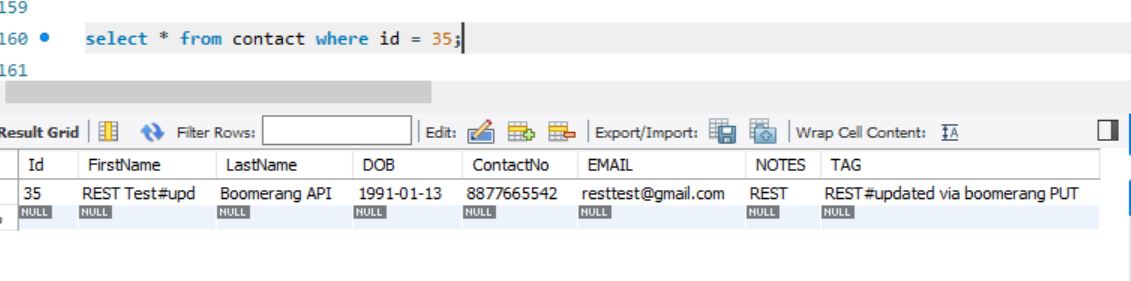 159
160 select * from contact where id = 35;
161
Result Grid Filter Rows: Edit: Export/Import: Wrap Cell Content:
Id FirstName LastName DOB ContactNo EMAIL NOTES TAG
35 REST Test#upd Boomerang API 1991-01-13 8877665542 resttest@gmail.com REST REST#updated via boomerang PUT
NULL NULL NULL NULL NULL NULL NULL NULL